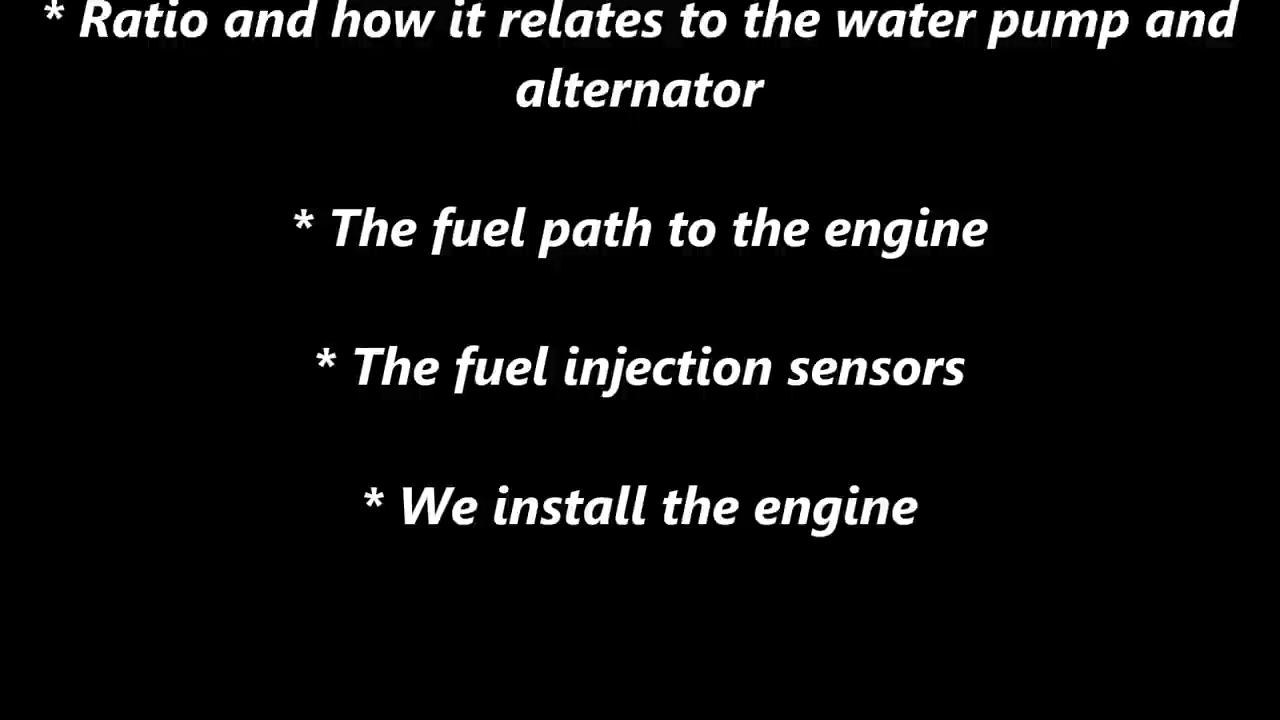 * Ratio and how it relates to the water pump and
alternator
* The fuel path to the engine
* The fuel injection sensors
* We install the engine